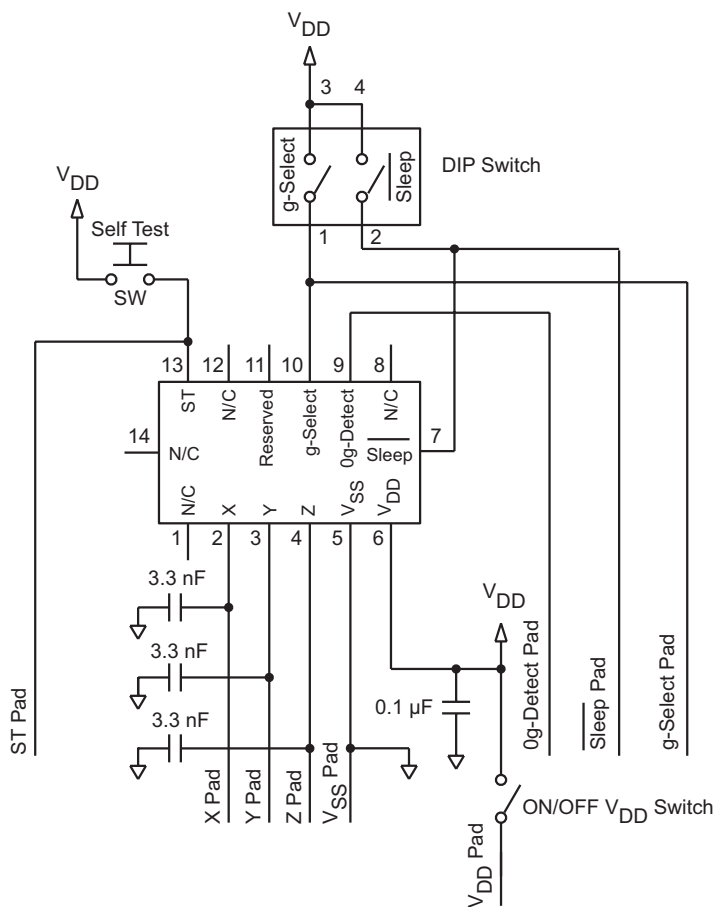 VDD
3 4
g-Select
Sleep
DIP Switch
1 2
VDD
Self Test
SW
13 12 11 10 9 8
ST
N/C
Reserved
g-Select
0g-Detect
N/C
14
N/C
Sleep
7
N/C
X
Y
Z
VSS
VDD
1 2 3 4 5 6
3.3 nF
3.3 nF
3.3 nF
VDD
0.1 µF
ST Pad
X Pad
Y Pad
Z Pad
VSS Pad
0g-Detect Pad
Sleep Pad
g-Select Pad
ON/OFF VDD Switch
VDD Pad